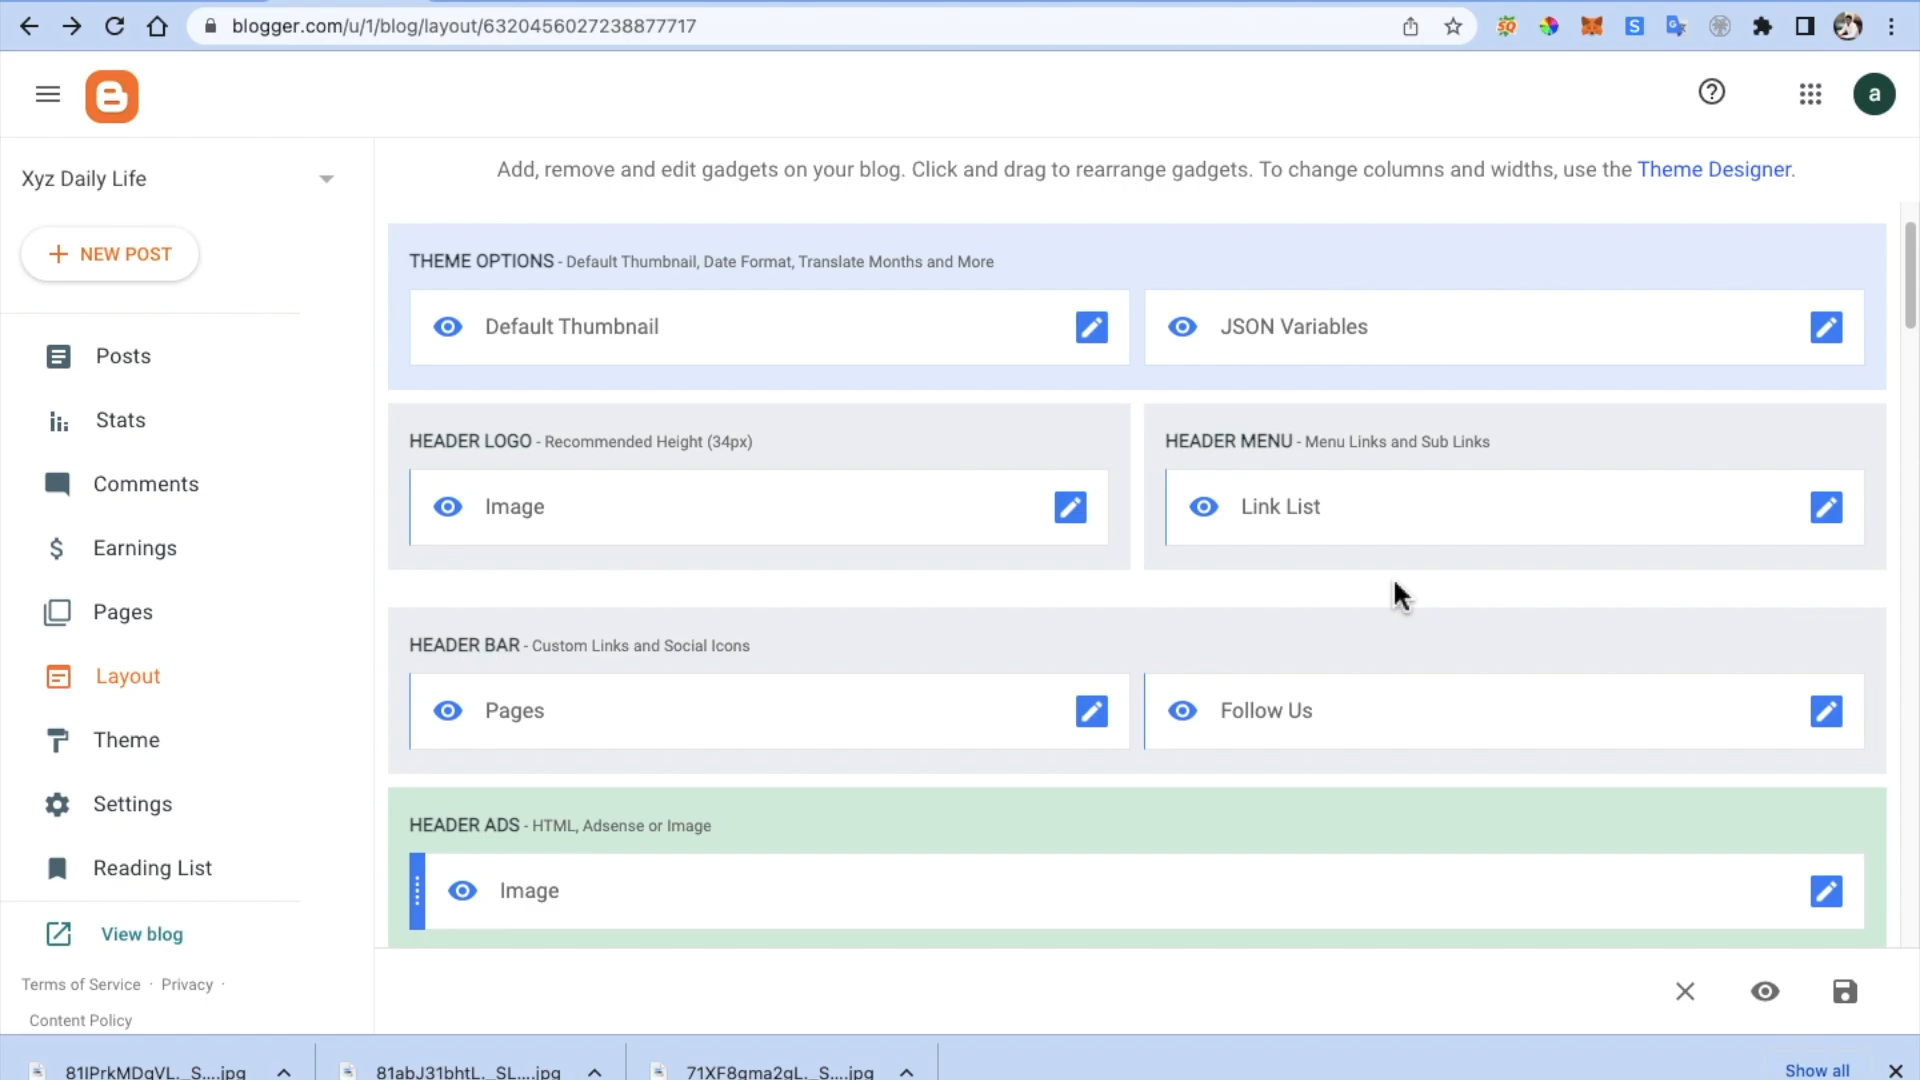 blogger.com/u/1/blog/layout/6320456027238877717
a
Xyz Daily Life
Add, remove and edit gadgets on your blog. Click and drag to rearrange gadgets. To change columns and widths, use the Theme Designer.
NEW POST
Posts
Stats
Comments
Earnings
Pages
Layout
Theme
Settings
Reading List
View blog
Terms of Service · Privacy ·
Content Policy
THEME OPTIONS - Default Thumbnail, Date Format, Translate Months and More
Default Thumbnail
JSON Variables
HEADER LOGO - Recommended Height (34px)
Image
HEADER MENU - Menu Links and Sub Links
Link List
HEADER BAR - Custom Links and Social Icons
Pages
Follow Us
HEADER ADS - HTML, Adsense or Image
Image
81IPrkMDgVL._S....jpg
81abJ31bhtL._SL....jpg
71XF8gma2gL._S....jpg
Show all